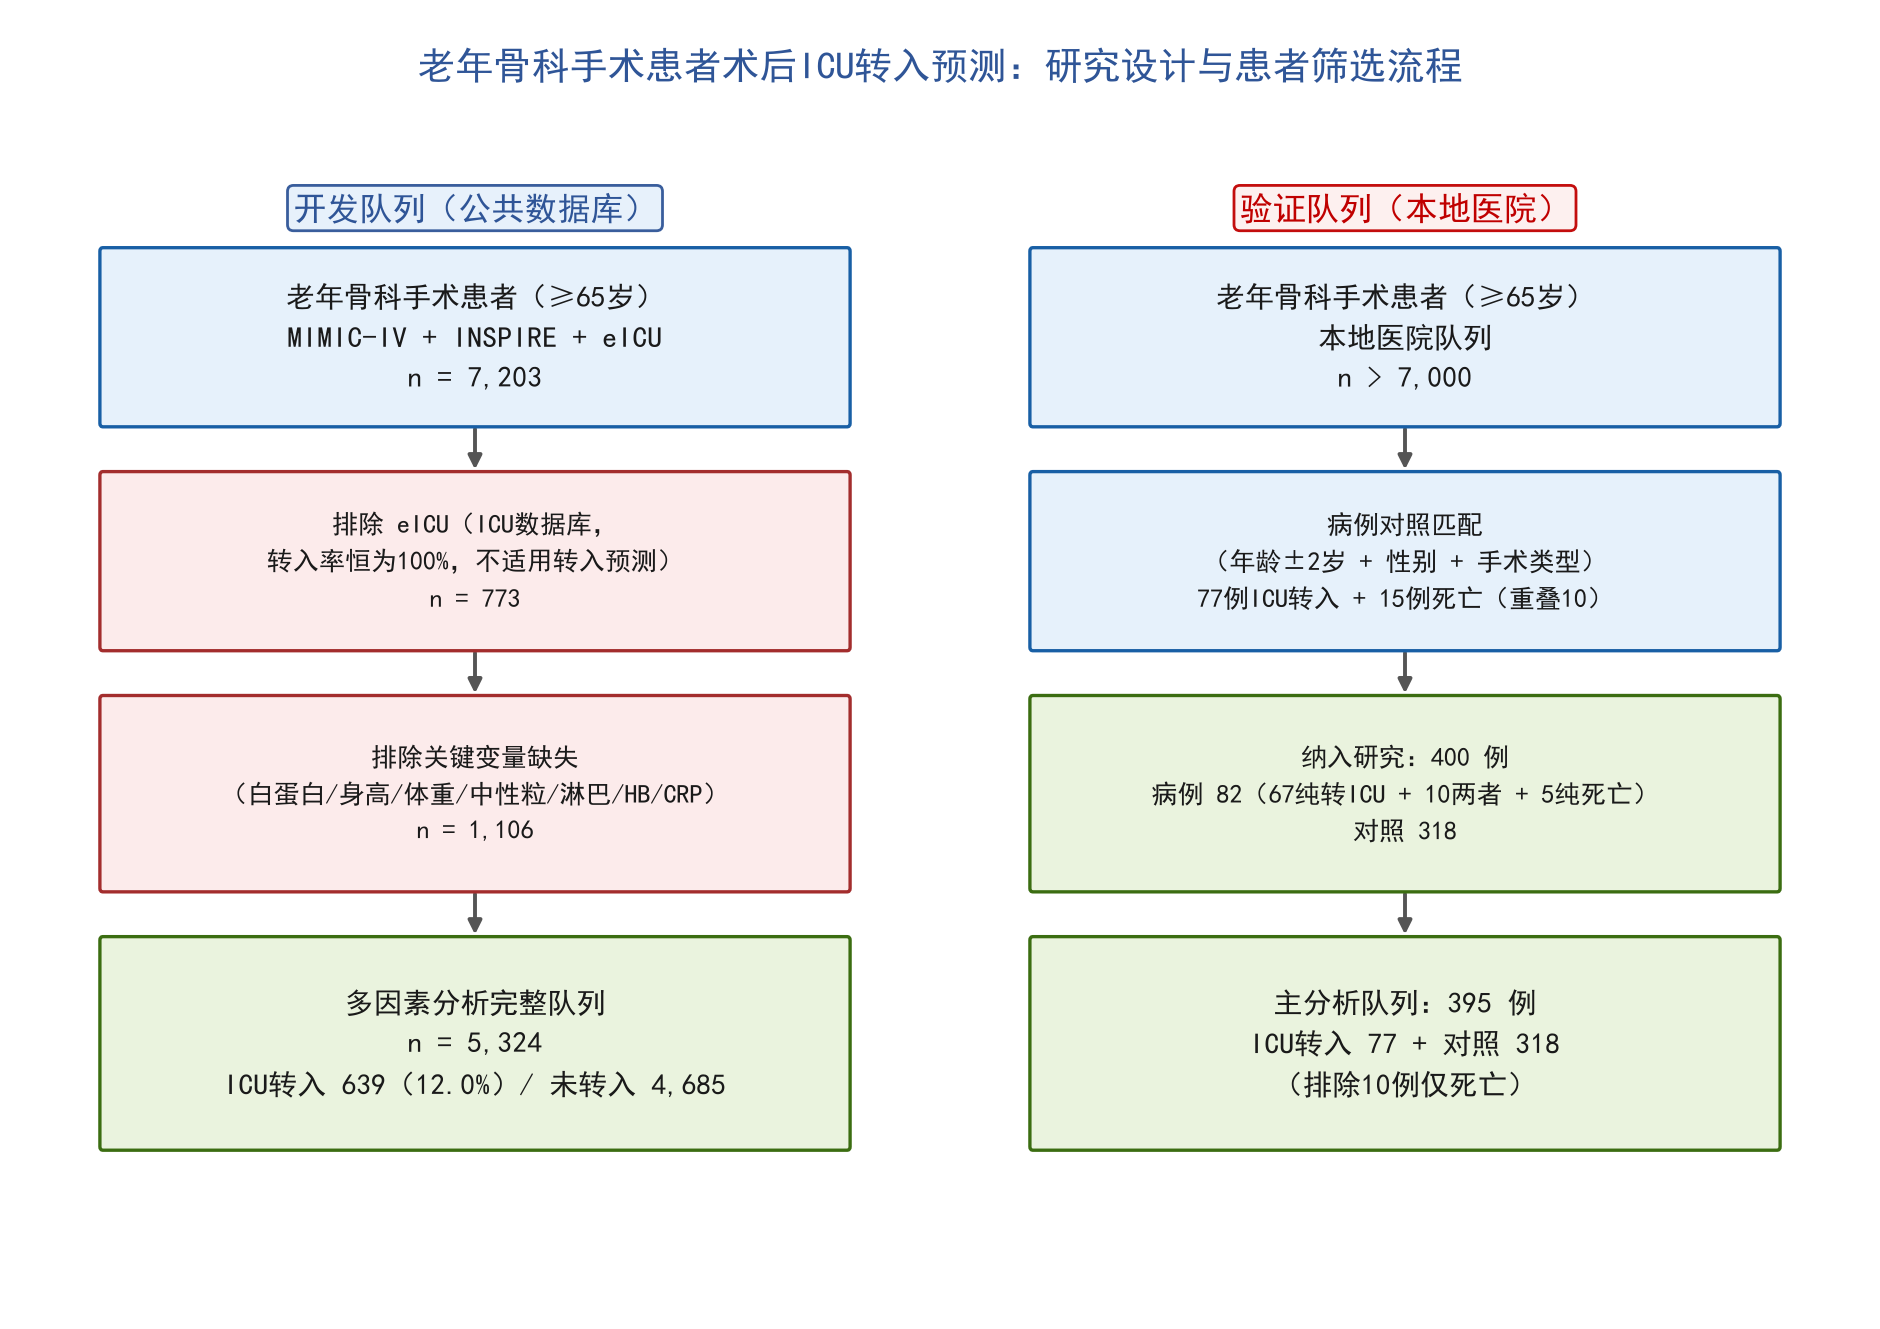 老年骨科手术患者术后ICU转入预测：研究设计与患者筛选流程
开发队列（公共数据库）
老年骨科手术患者（≥65岁）
MIMIC-IV + INSPIRE + eICU
n = 7,203
排除 eICU（ICU数据库，
转入率恒为100%，不适用转入预测）
n = 773
排除关键变量缺失
（白蛋白/身高/体重/中性粒/淋巴/HB/CRP）
n = 1,106
多因素分析完整队列
n = 5,324
ICU转入 639（12.0%）/ 未转入 4,685
验证队列（本地医院）
老年骨科手术患者（≥65岁）
本地医院队列
n > 7,000
病例对照匹配
（年龄±2岁 + 性别 + 手术类型）
77例ICU转入 + 15例死亡（重叠10）
纳入研究：400 例
病例 82（67纯转ICU + 10两者 + 5纯死亡）
对照 318
主分析队列：395 例
ICU转入 77 + 对照 318
（排除10例仅死亡）